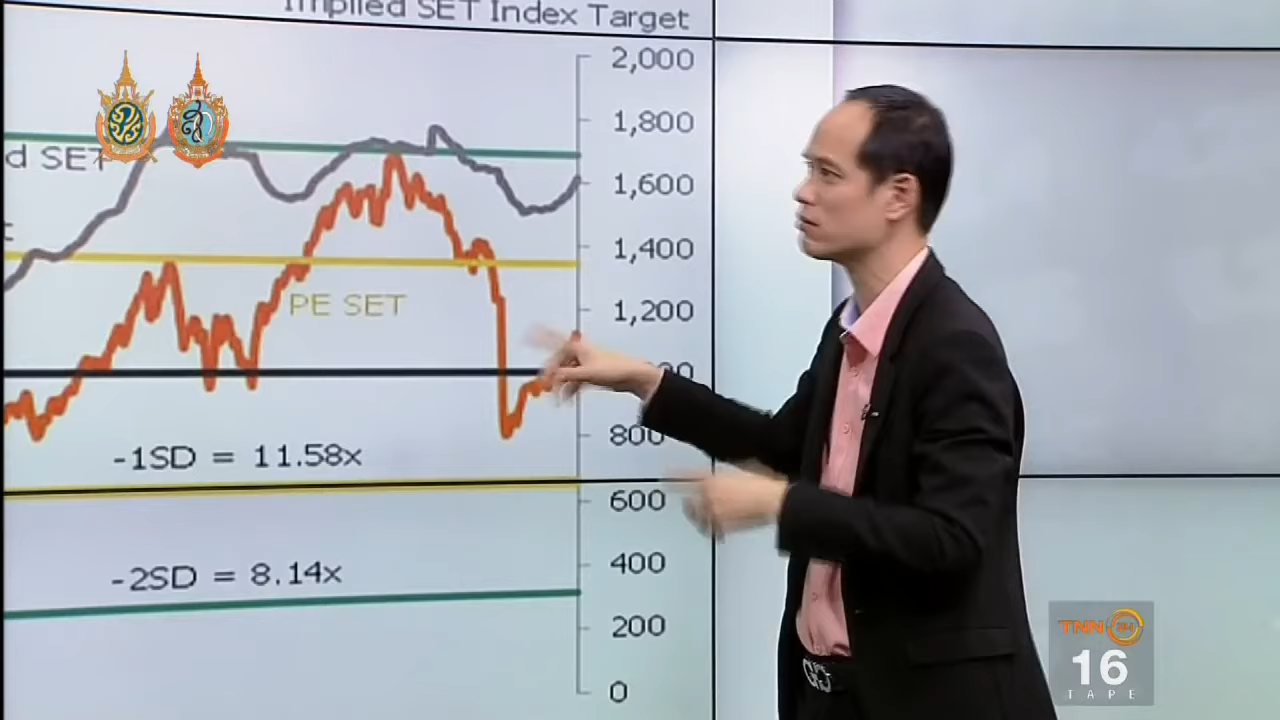 Implied SET Index Target
2,000
1,800
d SET
1,600
1,400
PE SET
1,200
800
-1SD = 11.58x
600
-2SD = 8.14x
400
200
0
TNN 24
16
TAPE